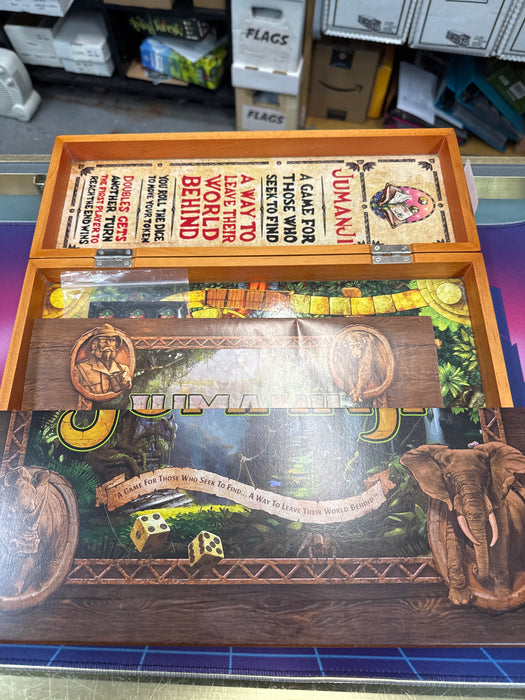 FLAGS
FLAGS
JUMANJI
A GAME FOR
THOSE WHO
SEEK TO FIND
A WAY TO
LEAVE THEIR
WORLD
BEHIND
YOU ROLL THE DICE
TO MOVE YOUR TOKEN
DOUBLES GETS
ANOTHER TURN
THE FIRST PLAYER TO
REACH THE END WINS
JUMANJI
A GAME FOR THOSE WHO SEEK TO FIND... A WAY TO LEAVE THEIR WORLD BEHIND™